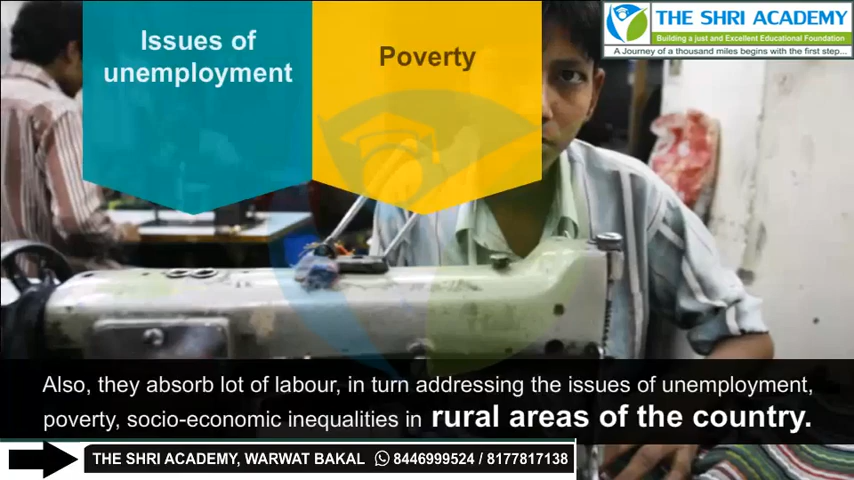 Issues of
unemployment
Poverty
THE SHRI ACADEMY
Building a just and Excellent Educational Foundation
A Journey of a thousand miles begins with the first step...
Also, they absorb lot of labour, in turn addressing the issues of unemployment,
poverty, socio-economic inequalities in rural areas of the country.
THE SHRI ACADEMY, WARWAT BAKAL 8446999524 / 8177817138